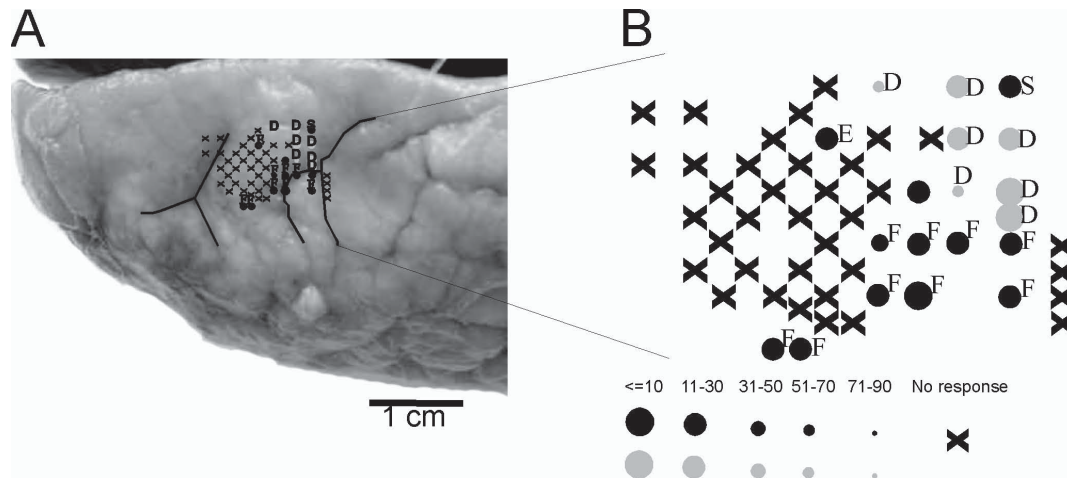 A
B
D S
D D
D D
D
1 cm
D D S
E D D
D D
D
F F F F
F F F
F F
<=10 11-30 31-50 51-70 71-90 No response